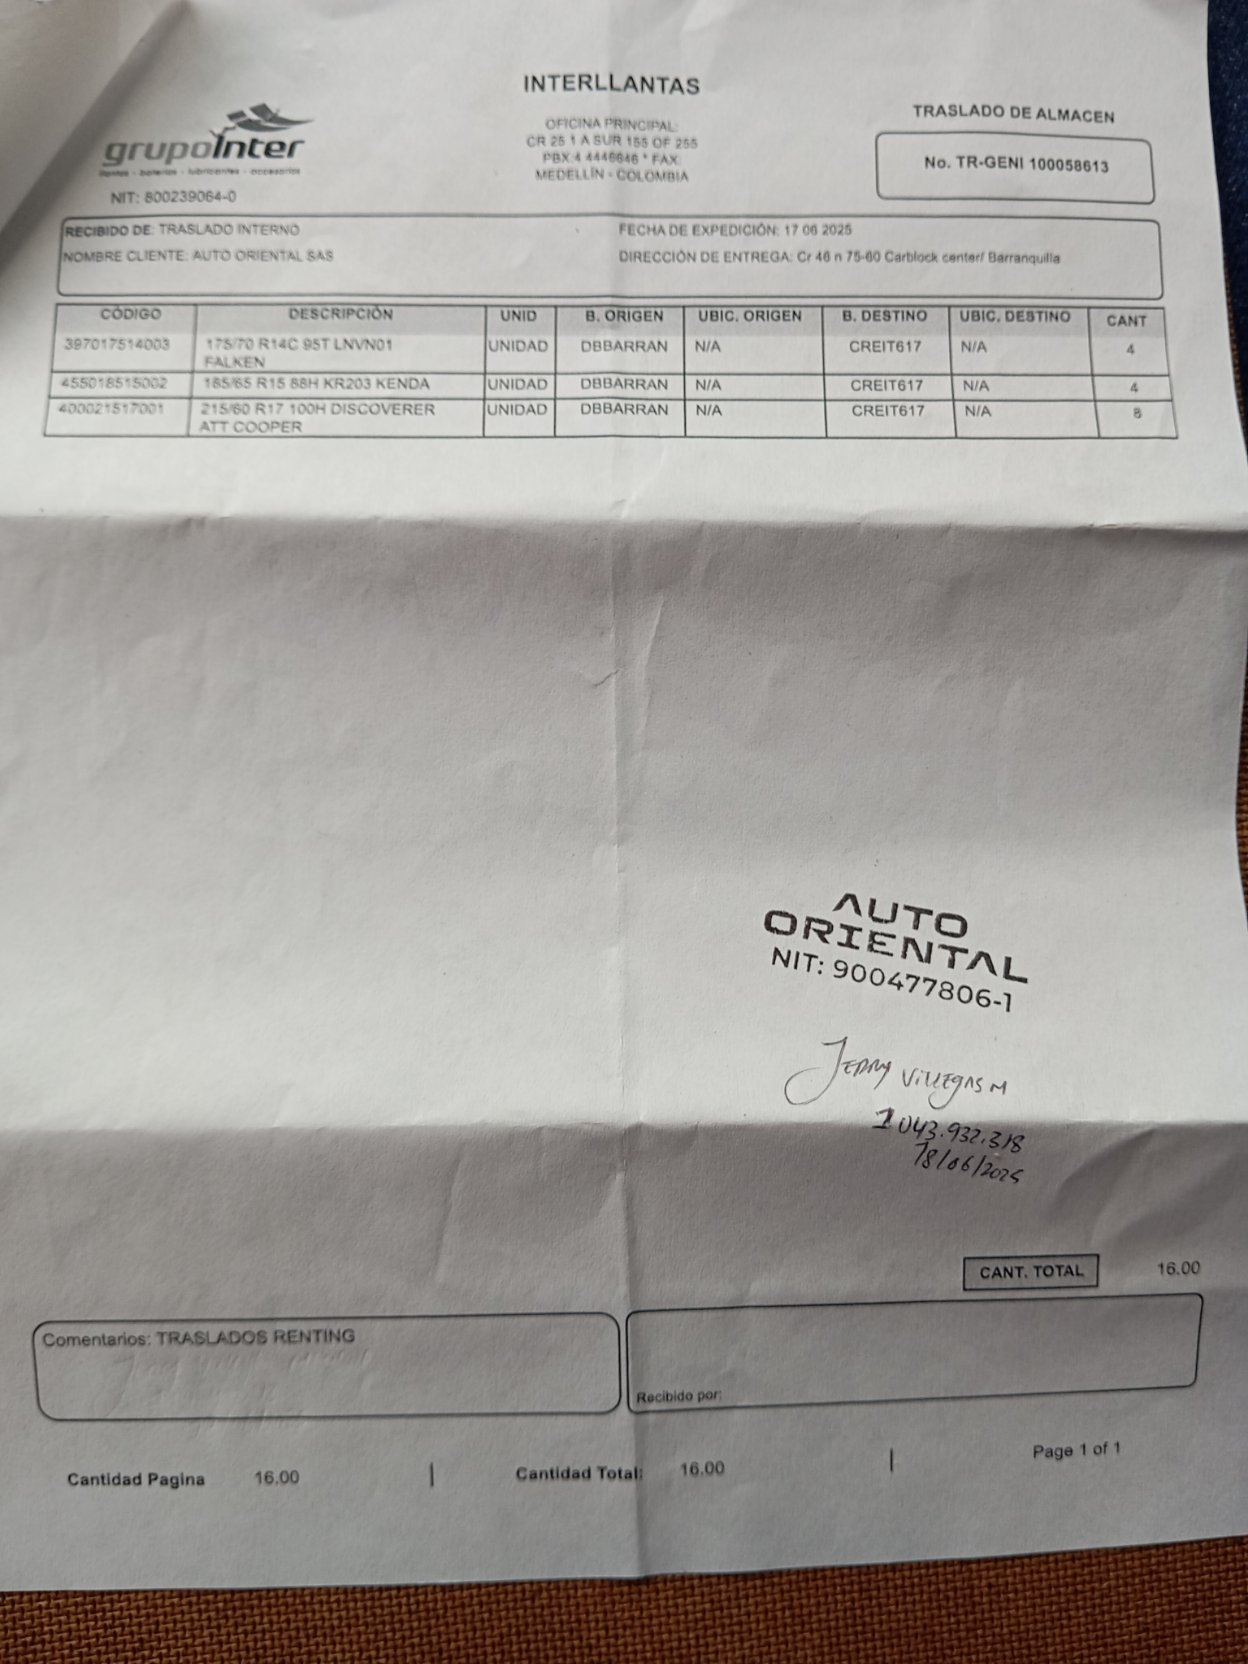 INTERLLANTAS
grupointer
llantas - baterías - lubricantes - accesorios
NIT: 800239064-0
OFICINA PRINCIPAL:
CR 25 1 A SUR 155 OF 255
PBX 4 4446646 * FAX:
MEDELLÍN - COLOMBIA
TRASLADO DE ALMACEN
No. TR-GENI 100058613
RECIBIDO DE: TRASLADO INTERNO
FECHA DE EXPEDICIÓN: 17 06 2025
NOMBRE CLIENTE: AUTO ORIENTAL SAS
DIRECCIÓN DE ENTREGA: Cr 46 n 75-60 Carblock center/ Barranquilla
CÓDIGO DESCRIPCIÓN UNID B. ORIGEN UBIC. ORIGEN B. DESTINO UBIC. DESTINO CANT
397017514003 175/70 R14C 95T LNVN01 UNIDAD DBBARRAN N/A CREIT617 N/A 4
FALKEN
455018515002 185/65 R15 88H KR203 KENDA UNIDAD DBBARRAN N/A CREIT617 N/A 4
400021517001 215/60 R17 100H DISCOVERER UNIDAD DBBARRAN N/A CREIT617 N/A 8
ATT COOPER
AUTO
ORIENTAL
NIT: 900477806-1
JERRY VILLEGAS M
1043.932.318
18/06/2025
CANT. TOTAL 16.00
Comentarios: TRASLADOS RENTING
Recibido por:
Cantidad Pagina 16.00 | Cantidad Total: 16.00 | Page 1 of 1